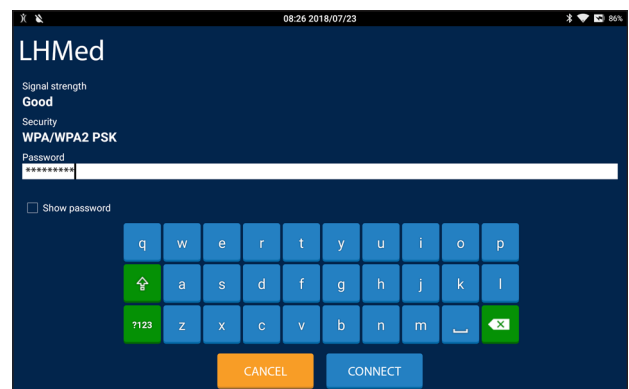 08:26 2018/07/23
86%
LHMed
Signal strength
Good
Security
WPA/WPA2 PSK
Password
*********
Show password
q w e r t y u i o p
a s d f g h j k l
?123 z x c v b n m
CANCEL CONNECT